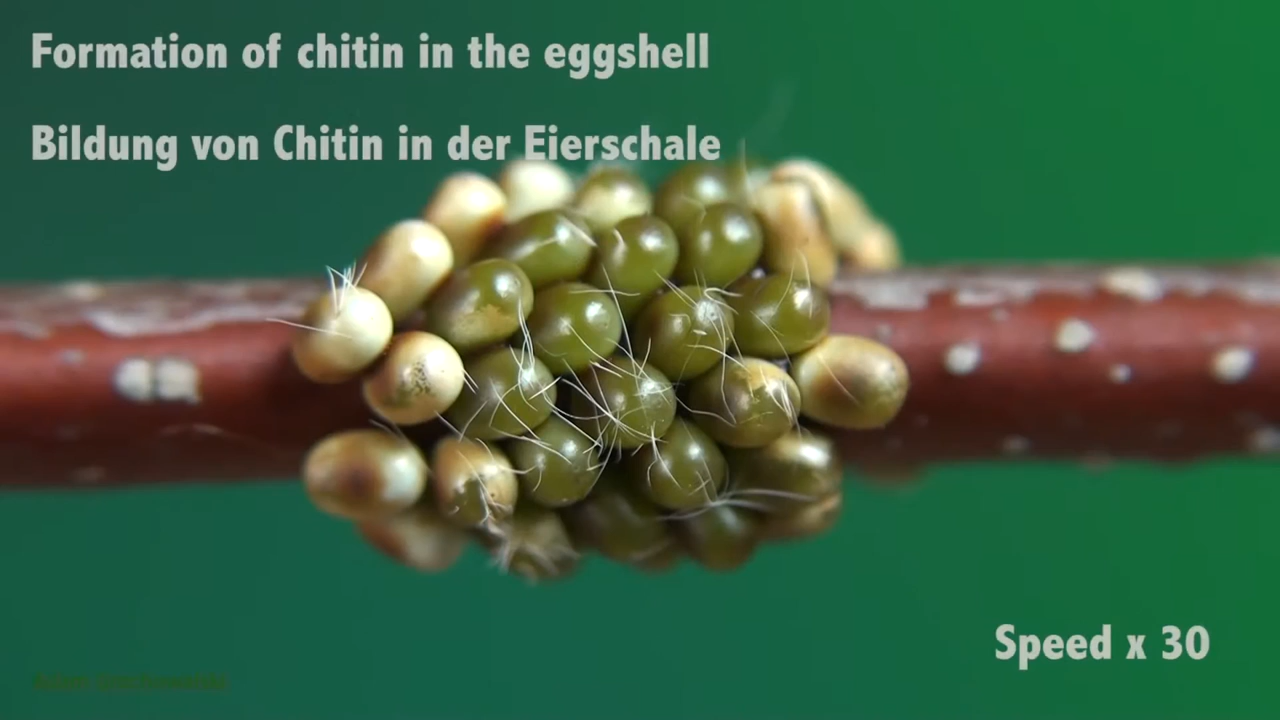 Formation of chitin in the eggshell
Bildung von Chitin in der Eierschale
Speed x 30